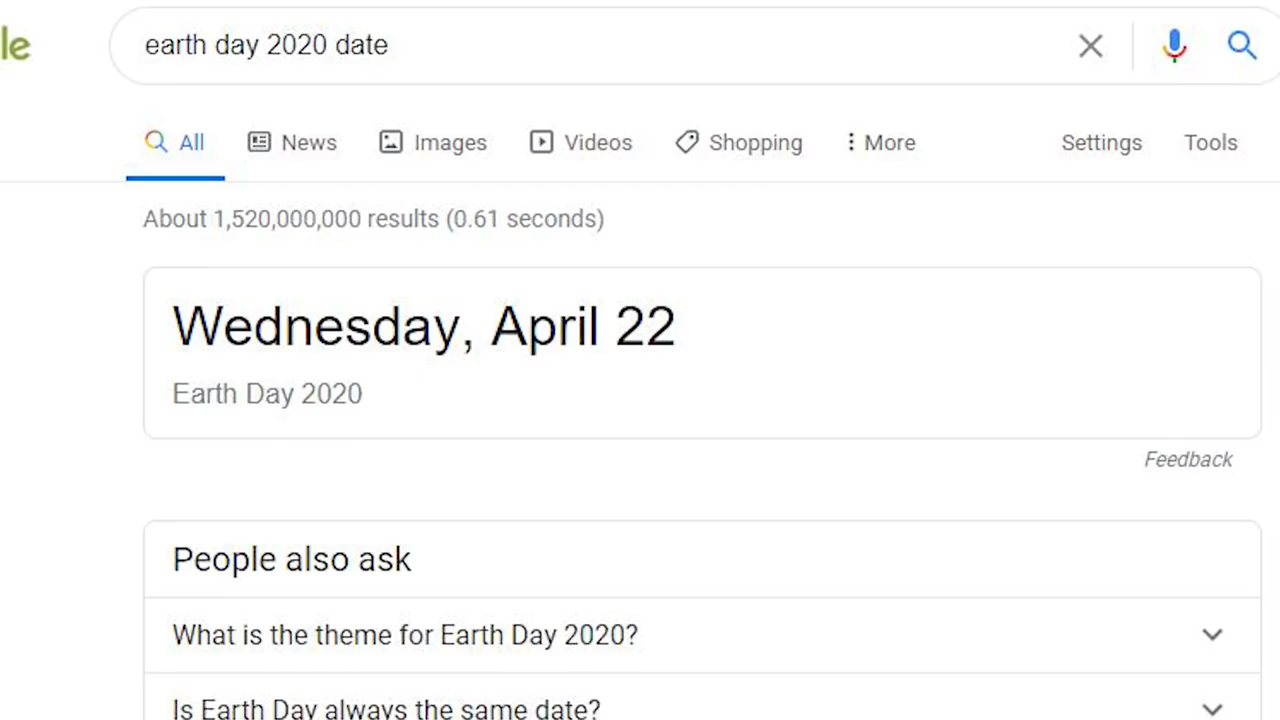 le
earth day 2020 date
All News Images Videos Shopping More Settings Tools
About 1,520,000,000 results (0.61 seconds)
Wednesday, April 22
Earth Day 2020
Feedback
People also ask
What is the theme for Earth Day 2020?
Is Earth Day always the same date?